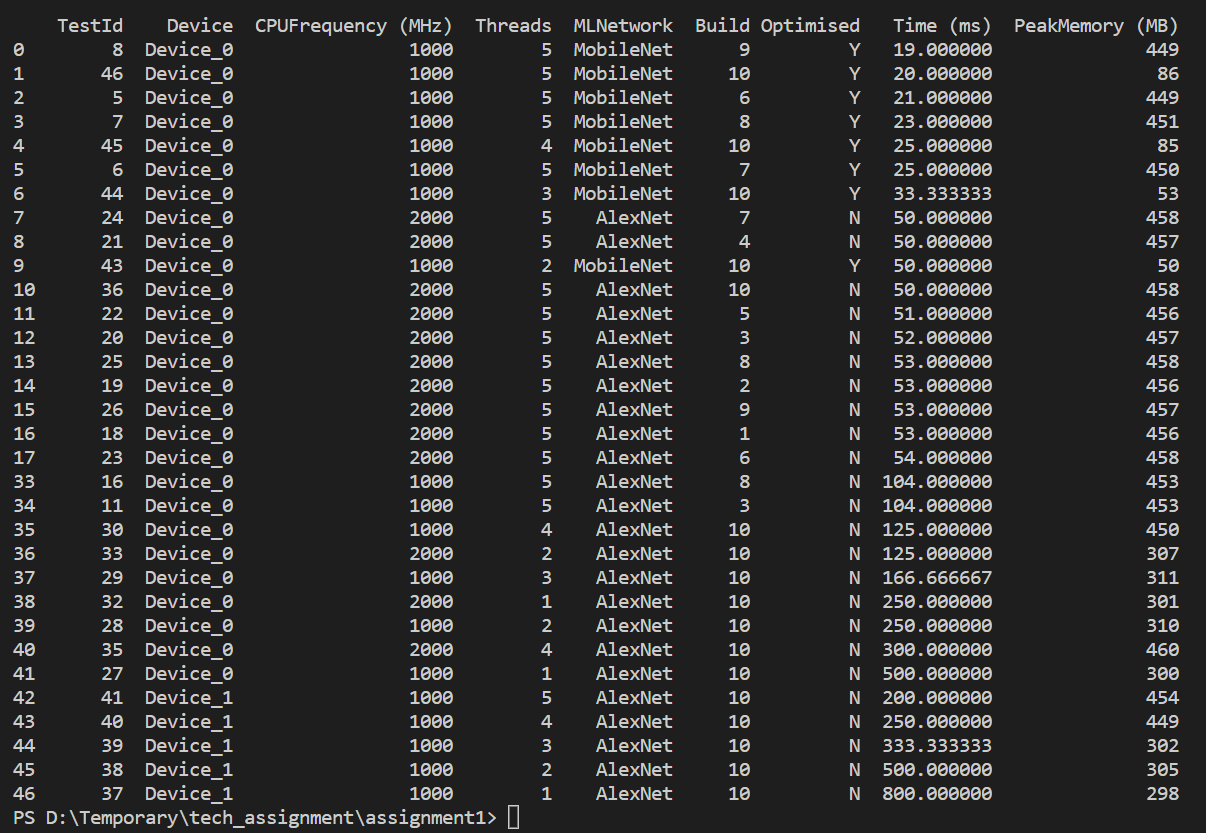 TestId Device CPUFrequency (MHz) Threads MLNetwork Build Optimised Time (ms) PeakMemory (MB)
0 8 Device_0 1000 5 MobileNet 9 Y 19.000000 449
1 46 Device_0 1000 5 MobileNet 10 Y 20.000000 86
2 5 Device_0 1000 5 MobileNet 6 Y 21.000000 449
3 7 Device_0 1000 5 MobileNet 8 Y 23.000000 451
4 45 Device_0 1000 4 MobileNet 10 Y 25.000000 85
5 6 Device_0 1000 5 MobileNet 7 Y 25.000000 450
6 44 Device_0 1000 3 MobileNet 10 Y 33.333333 53
7 24 Device_0 2000 5 AlexNet 7 N 50.000000 458
8 21 Device_0 2000 5 AlexNet 4 N 50.000000 457
9 43 Device_0 1000 2 MobileNet 10 Y 50.000000 50
10 36 Device_0 2000 5 AlexNet 10 N 50.000000 458
11 22 Device_0 2000 5 AlexNet 5 N 51.000000 456
12 20 Device_0 2000 5 AlexNet 3 N 52.000000 457
13 25 Device_0 2000 5 AlexNet 8 N 53.000000 458
14 19 Device_0 2000 5 AlexNet 2 N 53.000000 456
15 26 Device_0 2000 5 AlexNet 9 N 53.000000 457
16 18 Device_0 2000 5 AlexNet 1 N 53.000000 456
17 23 Device_0 2000 5 AlexNet 6 N 54.000000 458
33 16 Device_0 1000 5 AlexNet 8 N 104.000000 453
34 11 Device_0 1000 5 AlexNet 3 N 104.000000 453
35 30 Device_0 1000 4 AlexNet 10 N 125.000000 450
36 33 Device_0 2000 2 AlexNet 10 N 125.000000 307
37 29 Device_0 1000 3 AlexNet 10 N 166.666667 311
38 32 Device_0 2000 1 AlexNet 10 N 250.000000 301
39 28 Device_0 1000 2 AlexNet 10 N 250.000000 310
40 35 Device_0 2000 4 AlexNet 10 N 300.000000 460
41 27 Device_0 1000 1 AlexNet 10 N 500.000000 300
42 41 Device_1 1000 5 AlexNet 10 N 200.000000 454
43 40 Device_1 1000 4 AlexNet 10 N 250.000000 449
44 39 Device_1 1000 3 AlexNet 10 N 333.333333 302
45 38 Device_1 1000 2 AlexNet 10 N 500.000000 305
46 37 Device_1 1000 1 AlexNet 10 N 800.000000 298
PS D:\Temporary\tech_assignment\assignment1>